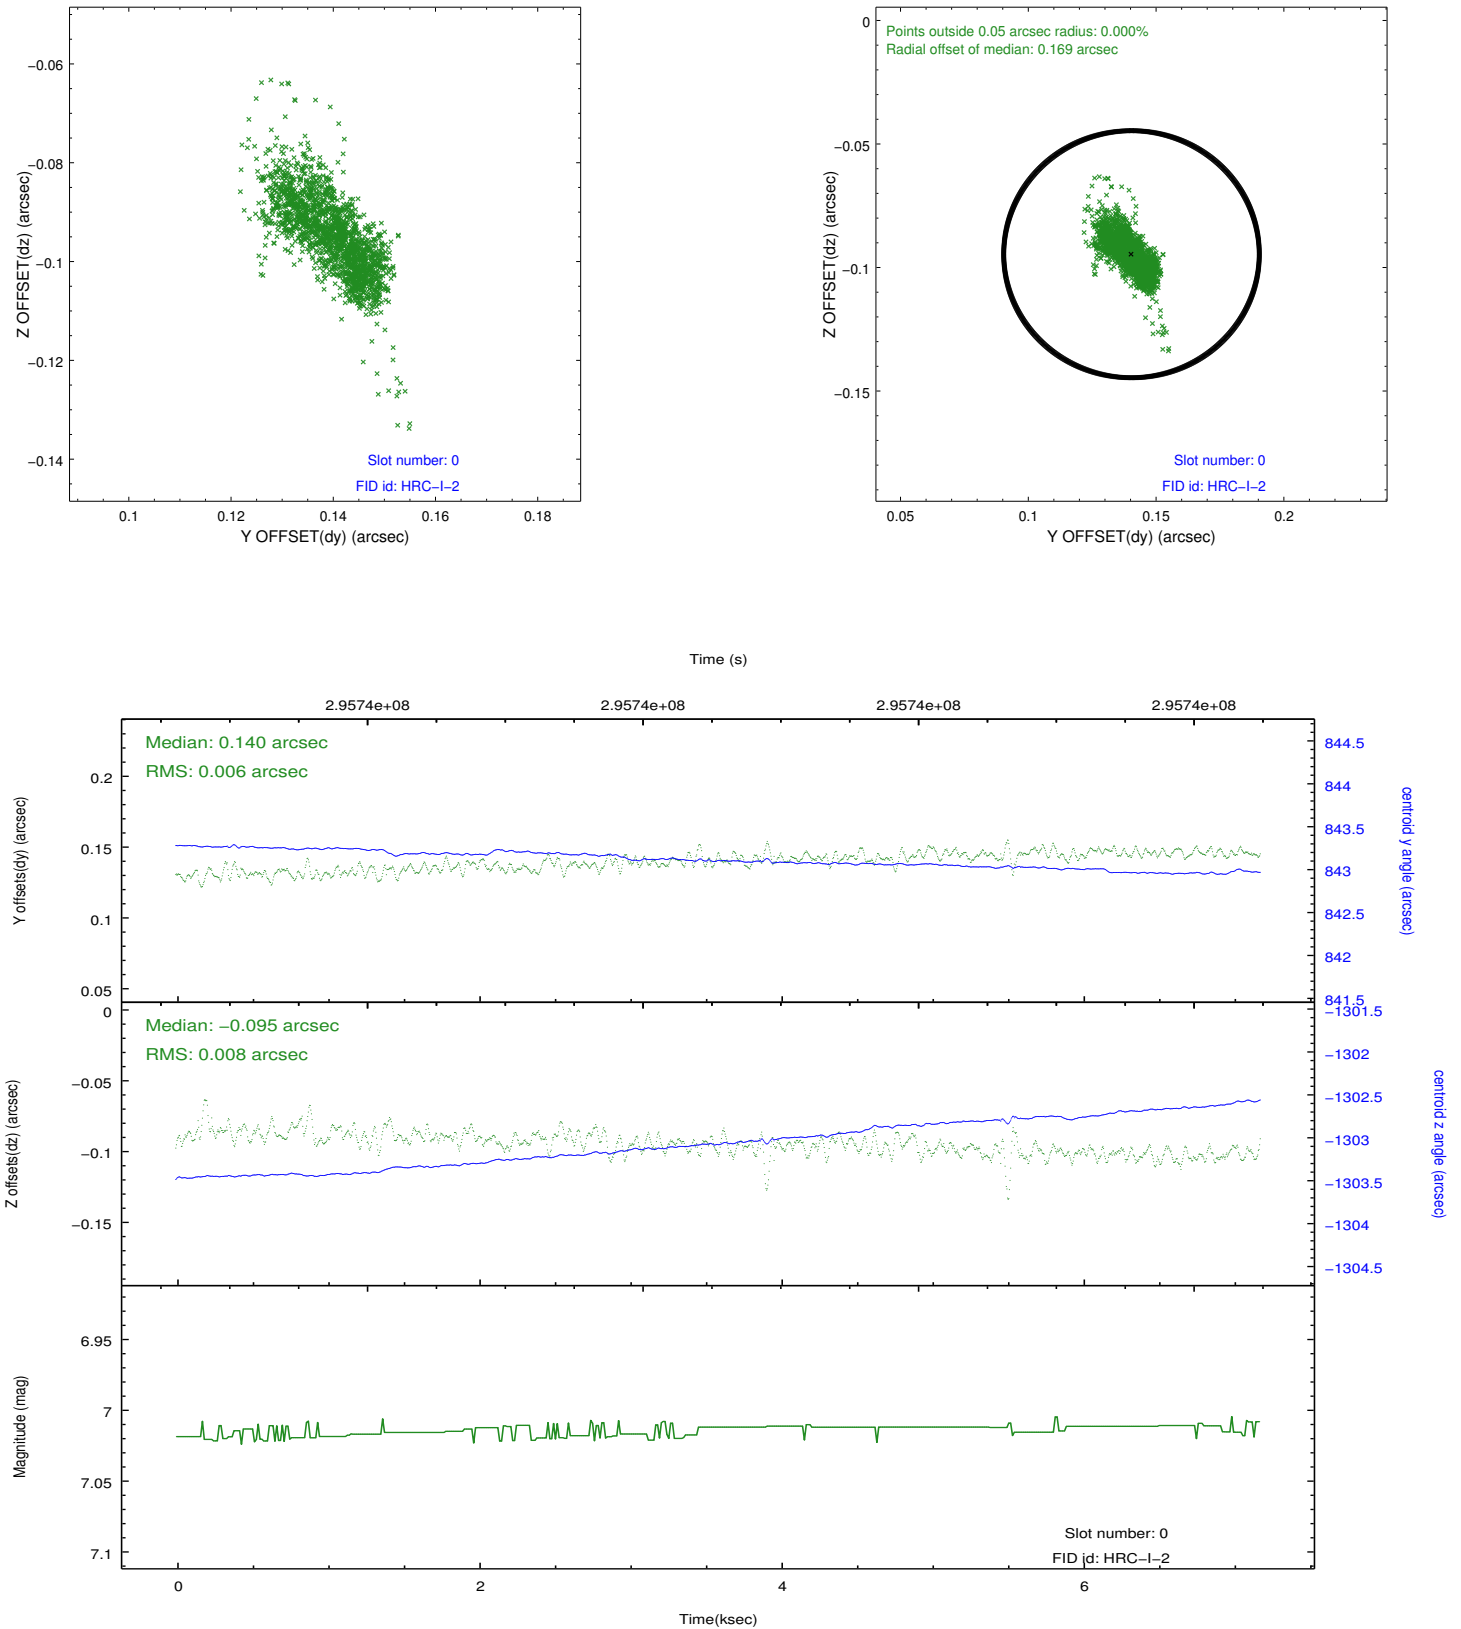 −0.06
−0.08
−0.1
−0.12
−0.14
Z OFFSET(dz) (arcsec)
Slot number: 0
FID id: HRC−I−2
0.1
0.12
0.14
0.16
0.18
Y OFFSET(dy) (arcsec)
Points outside 0.05 arcsec radius: 0.000%
Radial offset of median: 0.169 arcsec
0
−0.05
−0.1
−0.15
Z OFFSET(dz) (arcsec)
Slot number: 0
FID id: HRC−I−2
0.05
0.1
0.15
0.2
Y OFFSET(dy) (arcsec)
Time (s)
2.9574e+08
2.9574e+08
2.9574e+08
2.9574e+08
Median: 0.140 arcsec
RMS: 0.006 arcsec
0.2
0.15
0.1
0.05
Y offsets(dy) (arcsec)
844.5
844
843.5
843
842.5
842
841.5
centroid y angle (arcsec)
Median: −0.095 arcsec
RMS: 0.008 arcsec
0
−0.05
−0.1
−0.15
Z offsets(dz) (arcsec)
−1301.5
−1302
−1302.5
−1303
−1303.5
−1304
−1304.5
centroid z angle (arcsec)
6.95
7
7.05
7.1
Magnitude (mag)
Slot number: 0
FID id: HRC−I−2
0
2
4
6
Time(ksec)